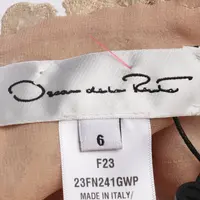 Oscar de la Renta
6
F23
23FN241GWP
MADE IN ITALY/